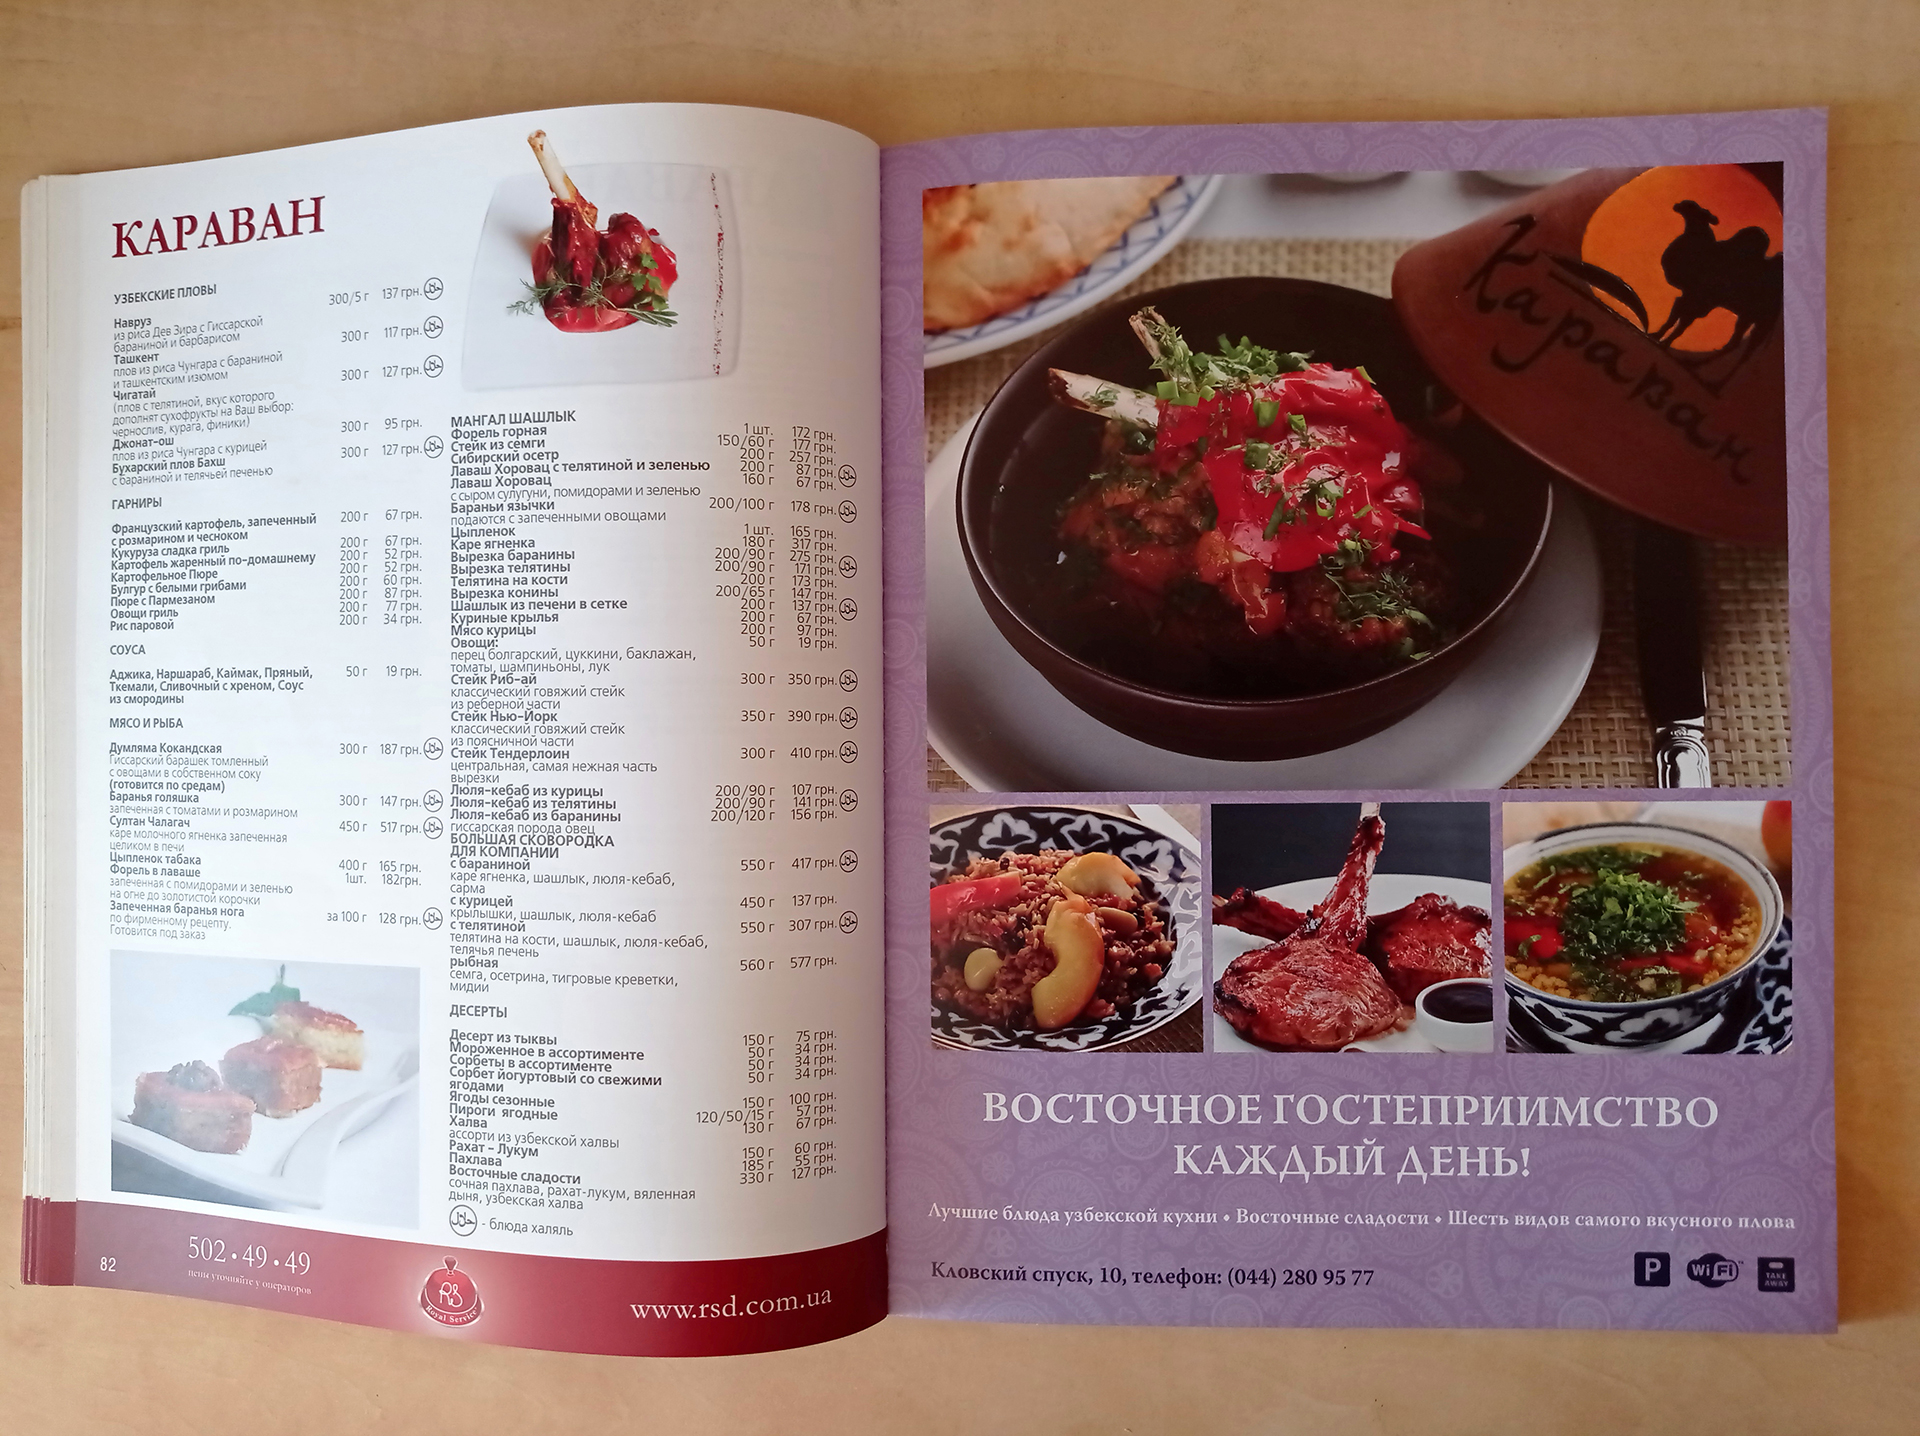 КАРАВАН
УЗБЕКСКИЕ ПЛОВЫ
Навруз 300/5 г 137 грн.
из риса Дев Зира с Гиссарской
бараниной и барбарисом
Ташкент 300 г 117 грн.
плов из риса Чунгара с бараниной
и ташкентским изюмом
Чигатай 300 г 127 грн.
(плов с телятиной, вкус которого
дополнят сухофрукты на Ваш выбор:
чернослив, курага, финики)
Джонат-ош 300 г 95 грн.
плов из риса Чунгара с курицей
Бухарский плов Бахш 300 г 127 грн.
с бараниной и телячьей печенью
ГАРНИРЫ
Французский картофель, запеченный 200 г 67 грн.
с розмарином и чесноком
Кукуруза сладка гриль 200 г 67 грн.
Картофель жаренный по-домашнему 200 г 52 грн.
Картофельное Пюре 200 г 52 грн.
Булгур с белыми грибами 200 г 60 грн.
Пюре с Пармезаном 200 г 87 грн.
Овощи гриль 200 г 77 грн.
Рис паровой 200 г 34 грн.
СОУСА
Аджика, Наршараб, Каймак, Пряный, 50 г 19 грн.
Ткемали, Сливочный с хреном, Соус
из смородины
МЯСО И РЫБА
Думляма Кокандская 300 г 187 грн.
Гиссарский барашек томленный
с овощами в собственном соку
(готовится по средам)
Баранья голяшка 300 г 147 грн.
запеченная с томатами и розмарином
Султан Чалагач 450 г 517 грн.
каре молочного ягненка запеченная
целиком в печи
Цыпленок табака 400 г 165 грн.
Форель в лаваше 1шт. 182грн.
запеченная с помидорами и зеленью
на огне до золотистой корочки
Запеченная баранья нога за 100 г 128 грн.
по фирменному рецепту.
Готовится под заказ
МАНГАЛ ШАШЛЫК
Форель горная 1 шт. 172 грн.
Стейк из семги 150/60 г 177 грн.
Сибирский осетр 200 г 257 грн.
Лаваш Хоровац с телятиной и зеленью 200 г 87 грн.
Лаваш Хоровац 160 г 67 грн.
с сыром сулугуни, помидорами и зеленью
Бараньи язычки 200/100 г 178 грн.
подаются с запеченными овощами
Цыпленок 1 шт. 165 грн.
Каре ягненка 180 г 317 грн.
Вырезка баранины 200/90 г 275 грн.
Вырезка телятины 200/90 г 171 грн.
Телятина на кости 200 г 173 грн.
Вырезка конины 200/65 г 147 грн.
Шашлык из печени в сетке 200 г 137 грн.
Куриные крылья 200 г 67 грн.
Мясо курицы 200 г 97 грн.
Овощи: 50 г 19 грн.
перец болгарский, цуккини, баклажан,
томаты, шампиньоны, лук
Стейк Риб-ай 300 г 350 грн.
классический говяжий стейк
из реберной части
Стейк Нью-Йорк 350 г 390 грн.
классический говяжий стейк
из поясничной части
Стейк Тендерлоин 300 г 410 грн.
центральная, самая нежная часть
вырезки
Люля-кебаб из курицы 200/90 г 107 грн.
Люля-кебаб из телятины 200/90 г 141 грн.
Люля-кебаб из баранины 200/120 г 156 грн.
гиссарская порода овец
БОЛЬШАЯ СКОВОРОДКА
ДЛЯ КОМПАНИИ
с бараниной 550 г 417 грн.
каре ягненка, шашлык, люля-кебаб,
сарма
с курицей 450 г 137 грн.
крылышки, шашлык, люля-кебаб
с телятиной 550 г 307 грн.
телятина на кости, шашлык, люля-кебаб,
телячья печень
рыбная 560 г 577 грн.
семга, осетрина, тигровые креветки,
мидии
ДЕСЕРТЫ
Десерт из тыквы 150 г 75 грн.
Мороженное в ассортименте 50 г 34 грн.
Сорбеты в ассортименте 50 г 34 грн.
Сорбет йогуртовый со свежими 50 г 34 грн.
ягодами
Ягоды сезонные 150 г 100 грн.
Пироги ягодные 120/50/15 г 57 грн.
Халва 130 г 67 грн.
ассорти из узбекской халвы
Рахат - Лукум 150 г 60 грн.
Пахлава 185 г 55 грн.
Восточные сладости 330 г 127 грн.
сочная пахлава, рахат-лукум, вяленная
дыня, узбекская халва
حلال - блюда халяль
82
502•49•49
цены уточняйте у операторов
RS
Royal Service
www.rsd.com.ua
Караван
ВОСТОЧНОЕ ГОСТЕПРИИМСТВО
КАЖДЫЙ ДЕНЬ!
Лучшие блюда узбекской кухни • Восточные сладости • Шесть видов самого вкусного плова
Кловский спуск, 10, телефон: (044) 280 95 77
P WiFi TAKE AWAY